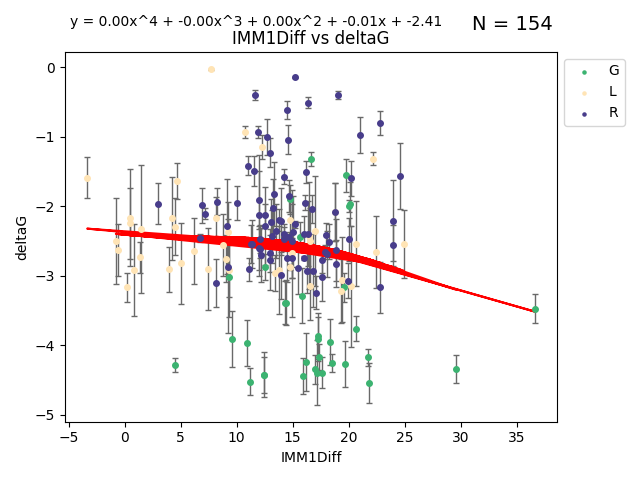 y = 0.00x^4 + -0.00x^3 + 0.00x^2 + -0.01x + -2.41
N = 154
IMM1Diff vs deltaG
G
L
R
deltaG
0
−1
−2
−3
−4
−5
−5 0 5 10 15 20 25 30 35
IMM1Diff